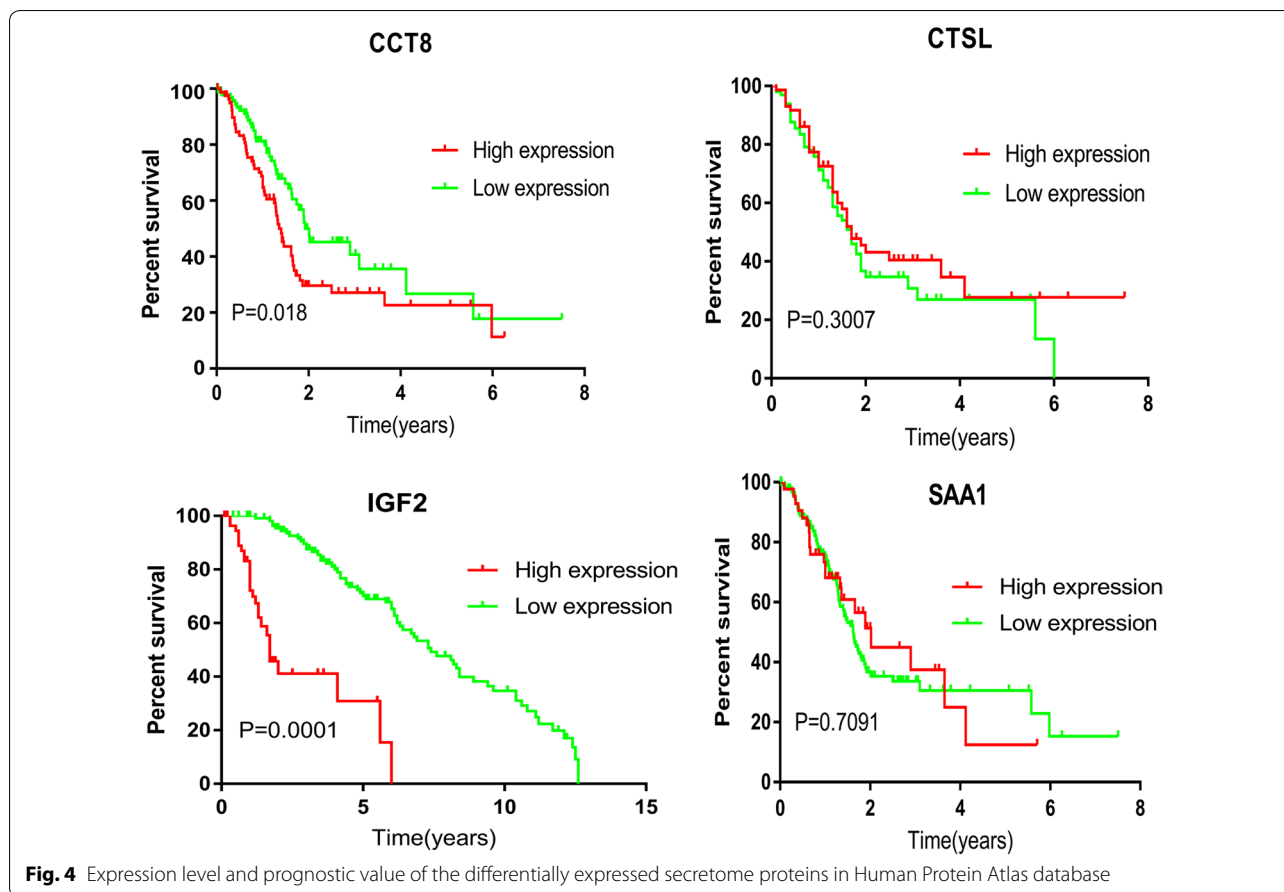 CCT8
100
80
60
40
20
0
Percent survival
High expression
Low expression
P=0.018
0 2 4 6 8
Time(years)
CTSL
100
80
60
40
20
0
Percent survival
High expression
Low expression
P=0.3007
0 2 4 6 8
Time(years)
IGF2
100
80
60
40
20
0
Percent survival
High expression
Low expression
P=0.0001
0 5 10 15
Time(years)
SAA1
100
80
60
40
20
0
Percent survival
High expression
Low expression
P=0.7091
0 2 4 6 8
Time(years)
Fig. 4 Expression level and prognostic value of the differentially expressed secretome proteins in Human Protein Atlas database